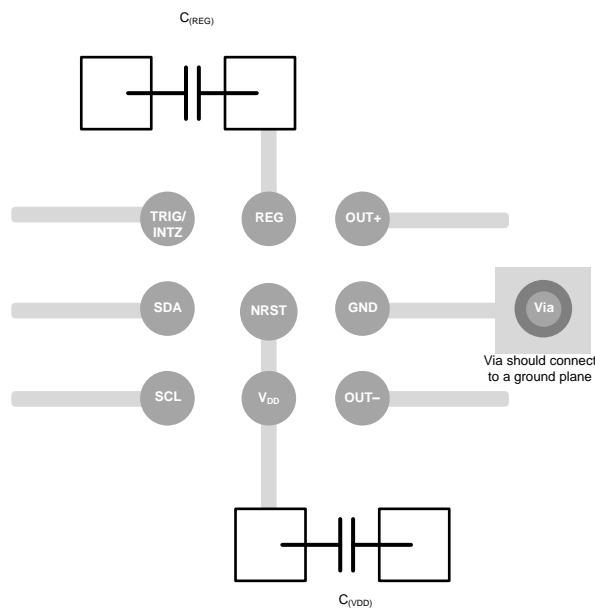 C(REG)
TRIG/
INTZ
REG
OUT+
SDA
NRST
GND
Via
Via should connect
to a ground plane
SCL
VDD
OUT–
C(VDD)